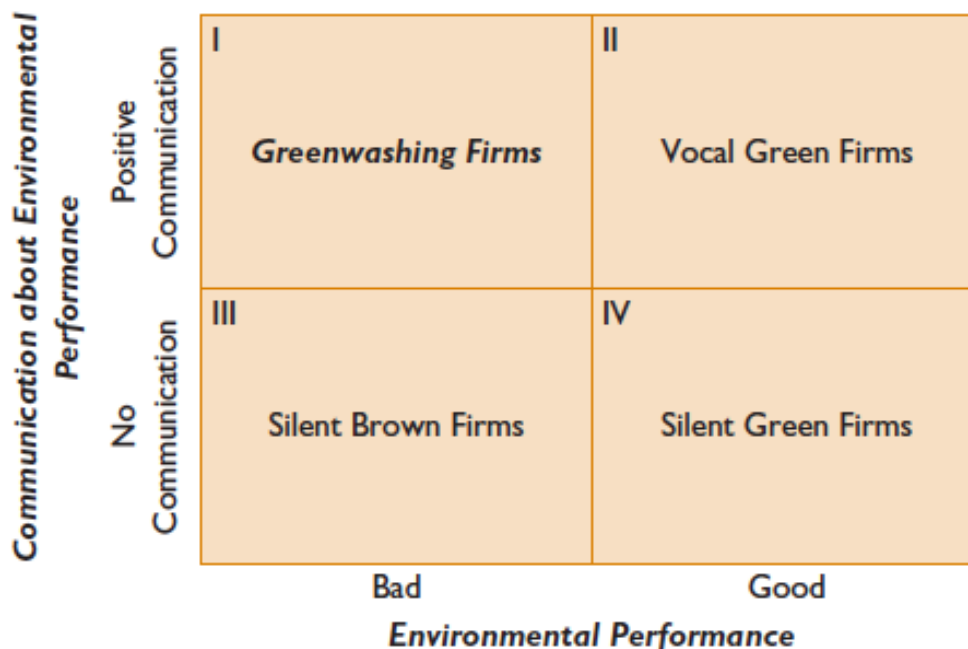 Communication about Environmental
Performance
Positive
Communication
No
Communication
I
Greenwashing Firms
II
Vocal Green Firms
III
Silent Brown Firms
IV
Silent Green Firms
Bad
Good
Environmental Performance